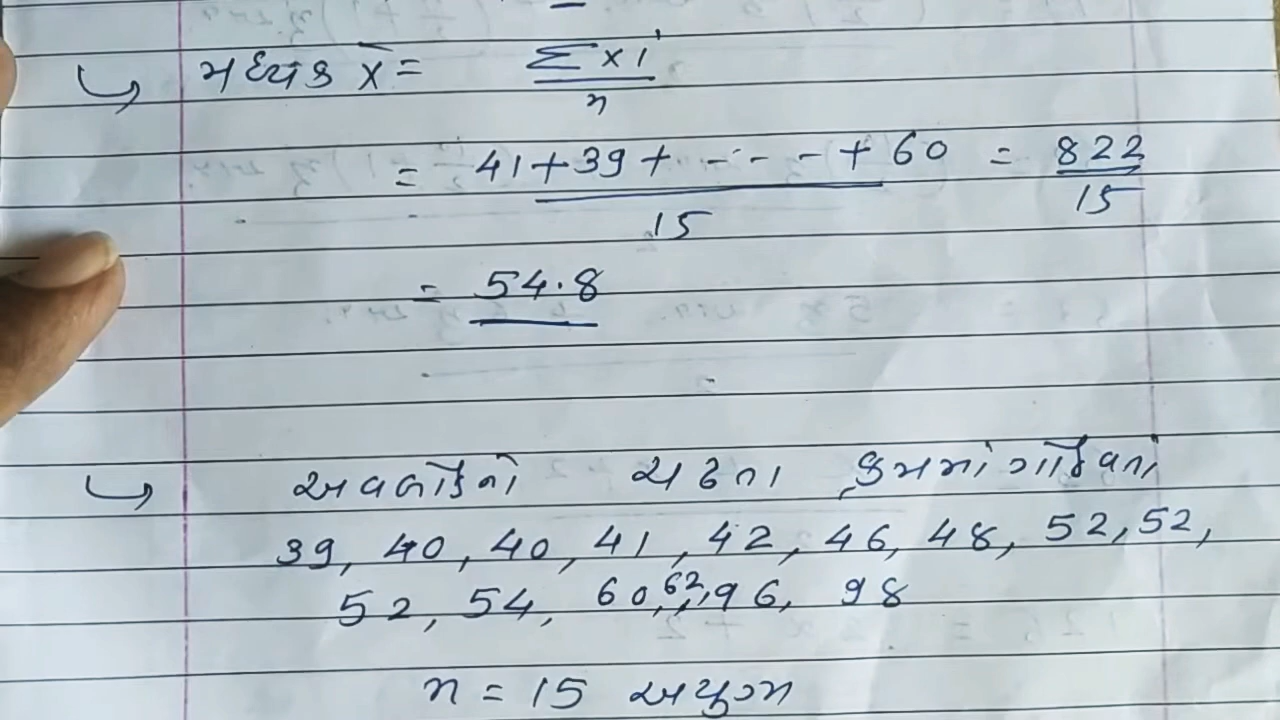 મધ્યક x̄ = Σxi / n
= 41+39+ - - - +60 / 15 = 822 / 15
= 54.8
અવલોકનો ચઢતા ક્રમમાં ગોઠવતાં
39, 40, 40, 41, 42, 46, 48, 52, 52,
52, 54, 60, 62, 96, 98
n = 15 અયુગ્મ